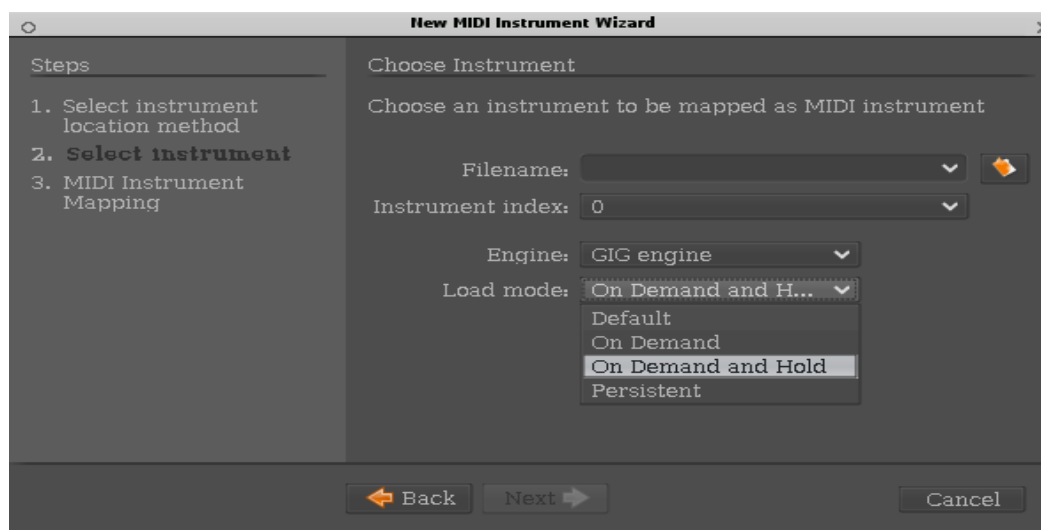 New MIDI Instrument Wizard
Steps
1. Select instrument
location method
2. Select instrument
3. MIDI Instrument
Mapping
Choose Instrument
Choose an instrument to be mapped as MIDI instrument
Filename:
Instrument index: 0
Engine: GIG engine
Load mode: On Demand and H...
Default
On Demand
On Demand and Hold
Persistent
Back
Next
Cancel